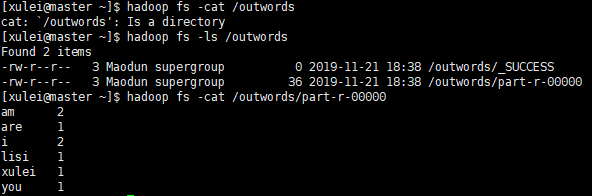 [xulei@master ~]$ hadoop fs -cat /outwords
cat: `/outwords': Is a directory
[xulei@master ~]$ hadoop fs -ls /outwords
Found 2 items
-rw-r--r--   3 Maodun supergroup          0 2019-11-21 18:38 /outwords/_SUCCESS
-rw-r--r--   3 Maodun supergroup         36 2019-11-21 18:38 /outwords/part-r-00000
[xulei@master ~]$ hadoop fs -cat /outwords/part-r-00000
am      2
are     1
i       2
lisi    1
xulei   1
you     1